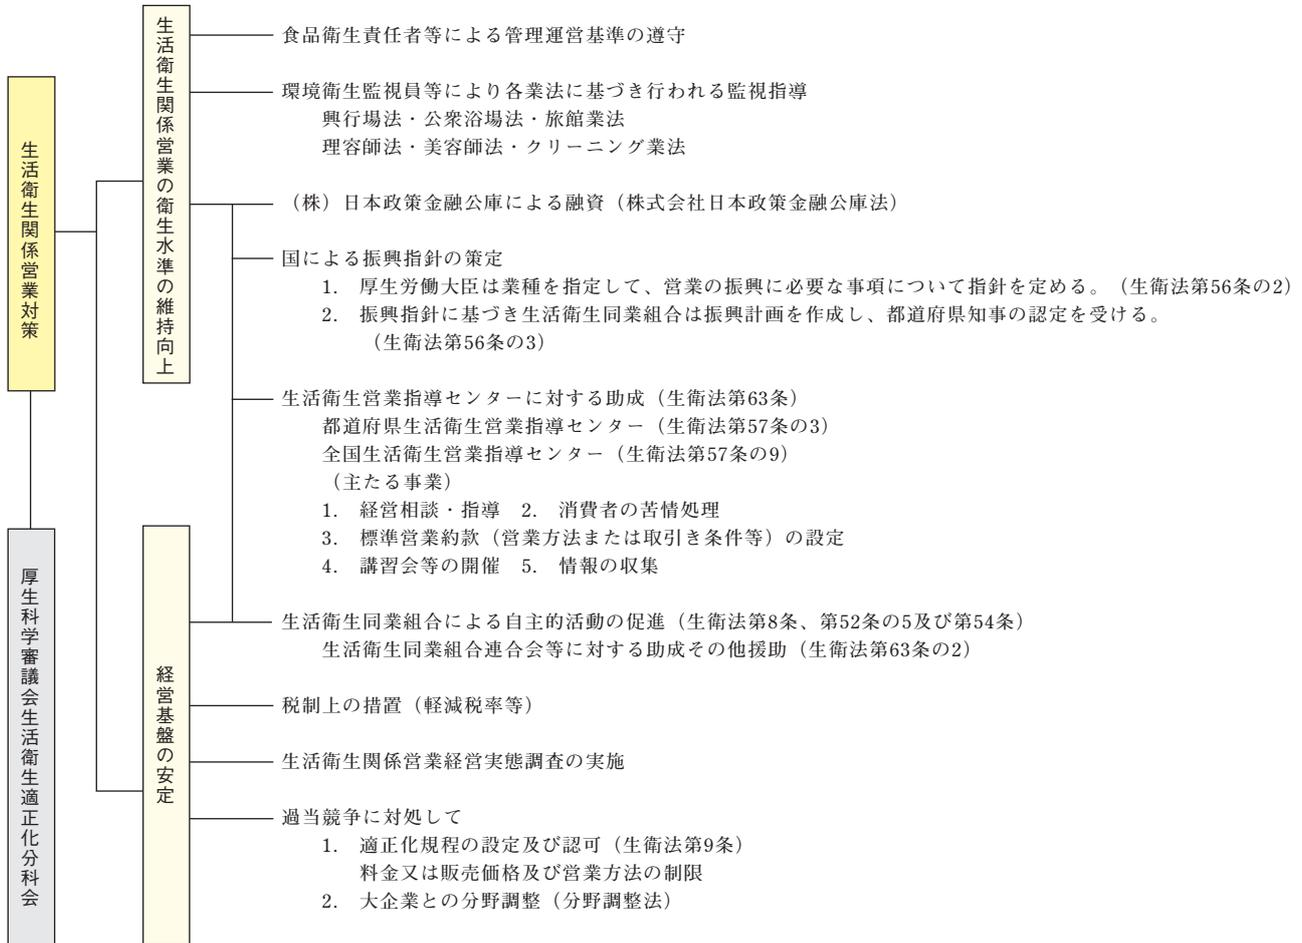 生活衛生関係営業対策
厚生科学審議会生活衛生適正化分科会
生活衛生関係営業の衛生水準の維持向上
食品衛生責任者等による管理運営基準の遵守
環境衛生監視員等により各業法に基づき行われる監視指導
興行場法・公衆浴場法・旅館業法
理容師法・美容師法・クリーニング業法
（株）日本政策金融公庫による融資（株式会社日本政策金融公庫法）
国による振興指針の策定
1.　厚生労働大臣は業種を指定して、営業の振興に必要な事項について指針を定める。（生衛法第56条の2）
2.　振興指針に基づき生活衛生同業組合は振興計画を作成し、都道府県知事の認定を受ける。
（生衛法第56条の3）
生活衛生営業指導センターに対する助成（生衛法第63条）
都道府県生活衛生営業指導センター（生衛法第57条の3）
全国生活衛生営業指導センター（生衛法第57条の9）
（主たる事業）
1.　経営相談・指導　2.　消費者の苦情処理
3.　標準営業約款（営業方法または取引き条件等）の設定
4.　講習会等の開催　5.　情報の収集
経営基盤の安定
生活衛生同業組合による自主的活動の促進（生衛法第8条、第52条の5及び第54条）
生活衛生同業組合連合会等に対する助成その他援助（生衛法第63条の2）
税制上の措置（軽減税率等）
生活衛生関係営業経営実態調査の実施
過当競争に対処して
1.　適正化規程の設定及び認可（生衛法第9条）
料金又は販売価格及び営業方法の制限
2.　大企業との分野調整（分野調整法）